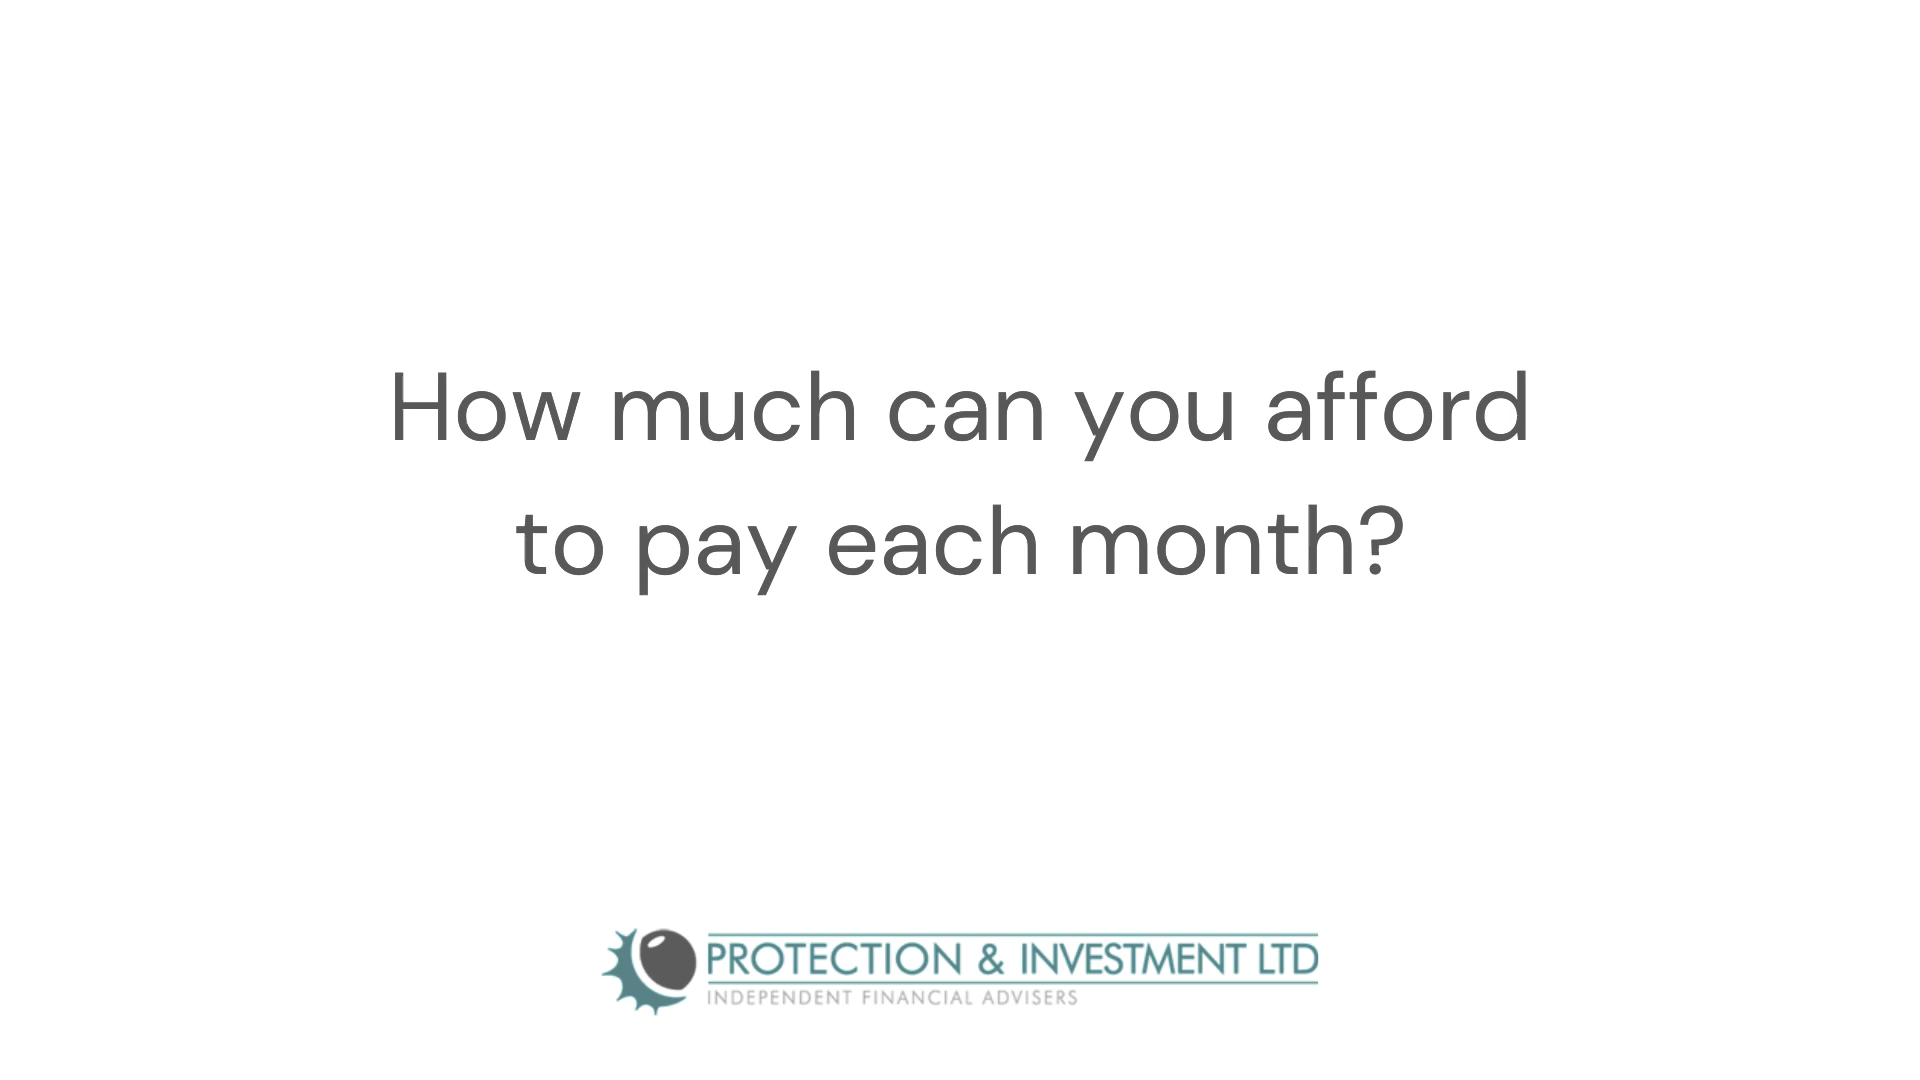 How much can you afford
to pay each month?
PROTECTION & INVESTMENT LTD
INDEPENDENT FINANCIAL ADVISERS